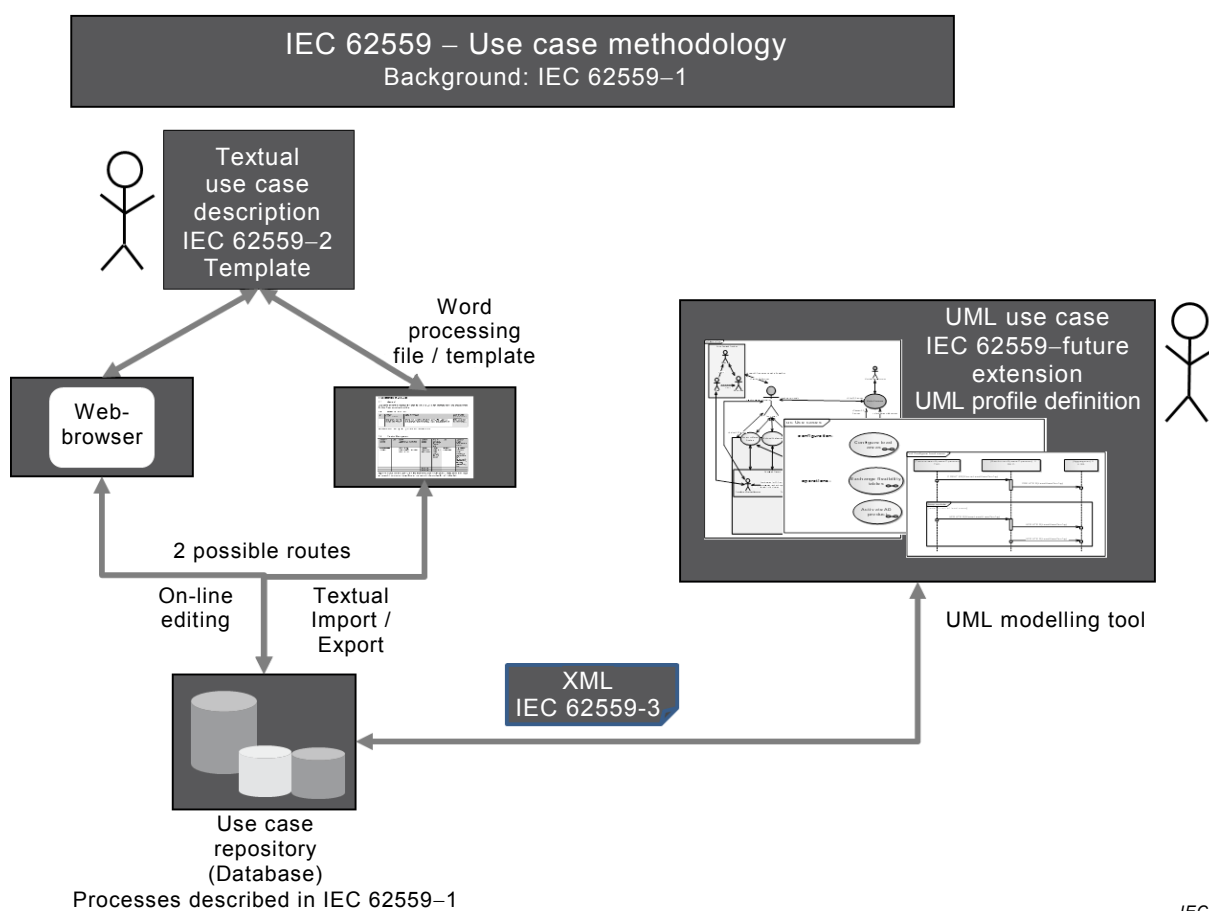 IEC 62559 – Use case methodology
Background: IEC 62559–1
Textual
use case
description
IEC 62559–2
Template
Word
processing
file / template
Web-
browser
UML use case
IEC 62559–future
extension
UML profile definition
configuration:
operations:
2 possible routes
On-line
editing
Textual
Import /
Export
UML modelling tool
XML
IEC 62559-3
Use case
repository
(Database)
Processes described in IEC 62559–1
IEC